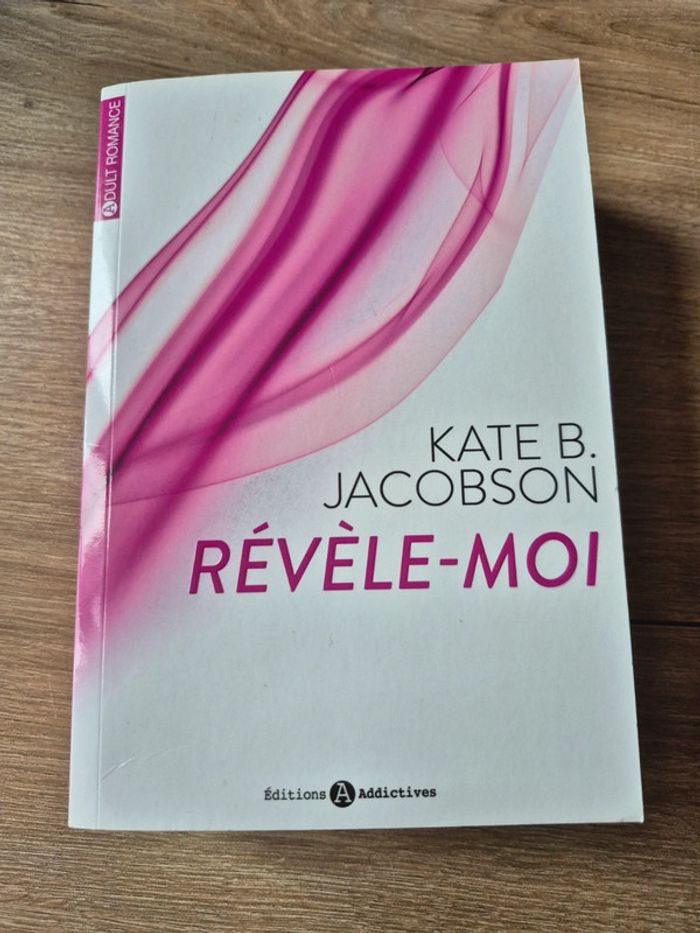 ADULT ROMANCE
KATE B.
JACOBSON
RÉVÈLE-MOI
Éditions A Addictives